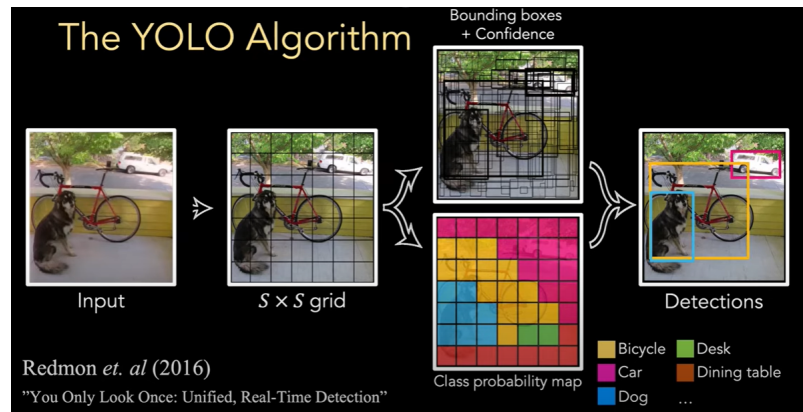 The YOLO Algorithm
Bounding boxes
+ Confidence
Input
S × S grid
Class probability map
Detections
Bicycle
Car
Dog
Desk
Dining table
...
Redmon et. al (2016)
"You Only Look Once: Unified, Real-Time Detection"